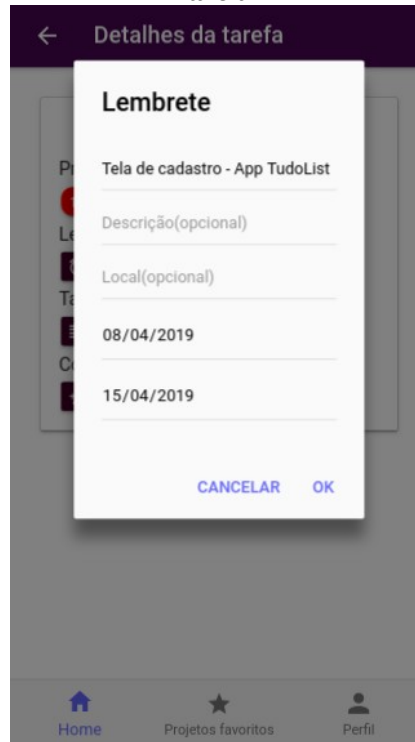 Detalhes da tarefa
Lembrete
Tela de cadastro - App TudoList
Descrição(opcional)
Local(opcional)
08/04/2019
15/04/2019
CANCELAR OK
Home Projetos favoritos Perfil